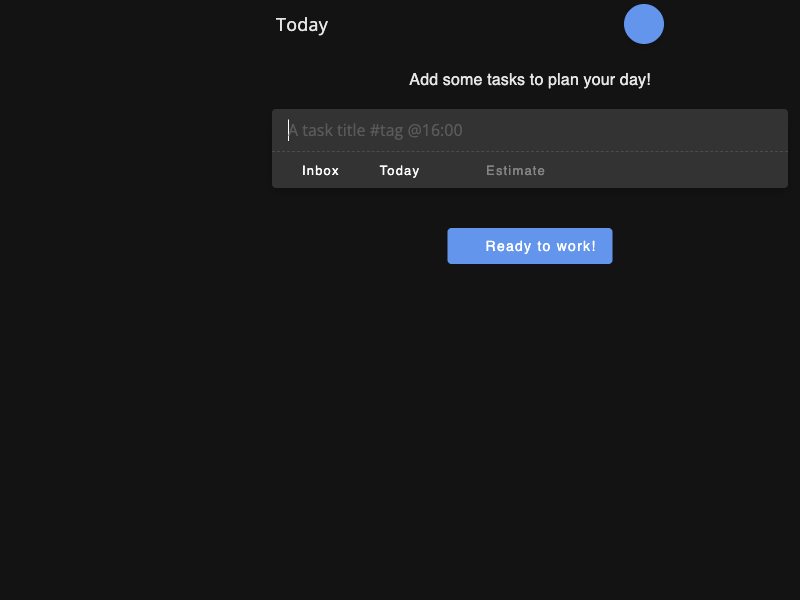 Today
Add some tasks to plan your day!
A task title #tag @16:00
Inbox Today Estimate
Ready to work!